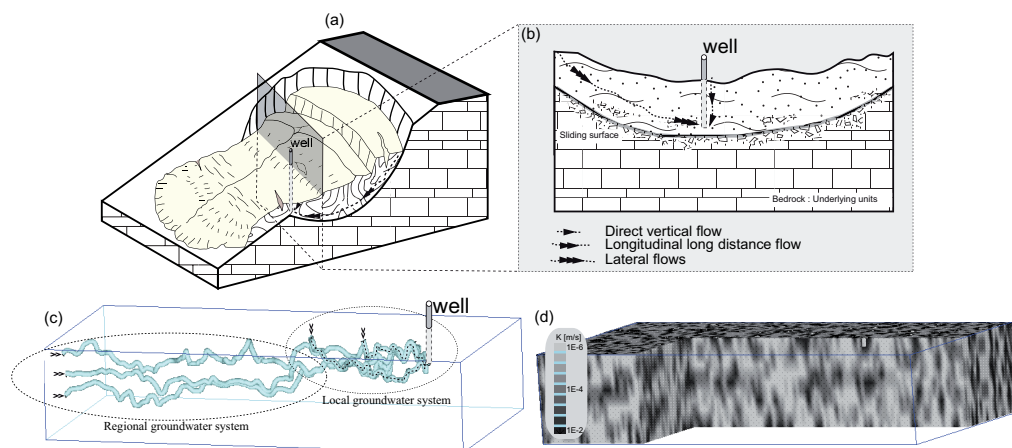 (a)
well
(b)
well
Sliding surface
Bedrock : Underlying units
Direct vertical flow
Longitudinal long distance flow
Lateral flows
(c)
well
>>
>>
>>
>>
>>
Local groundwater system
Regional groundwater system
(d)
K [m/s]
1E-6
1E-4
1E-2